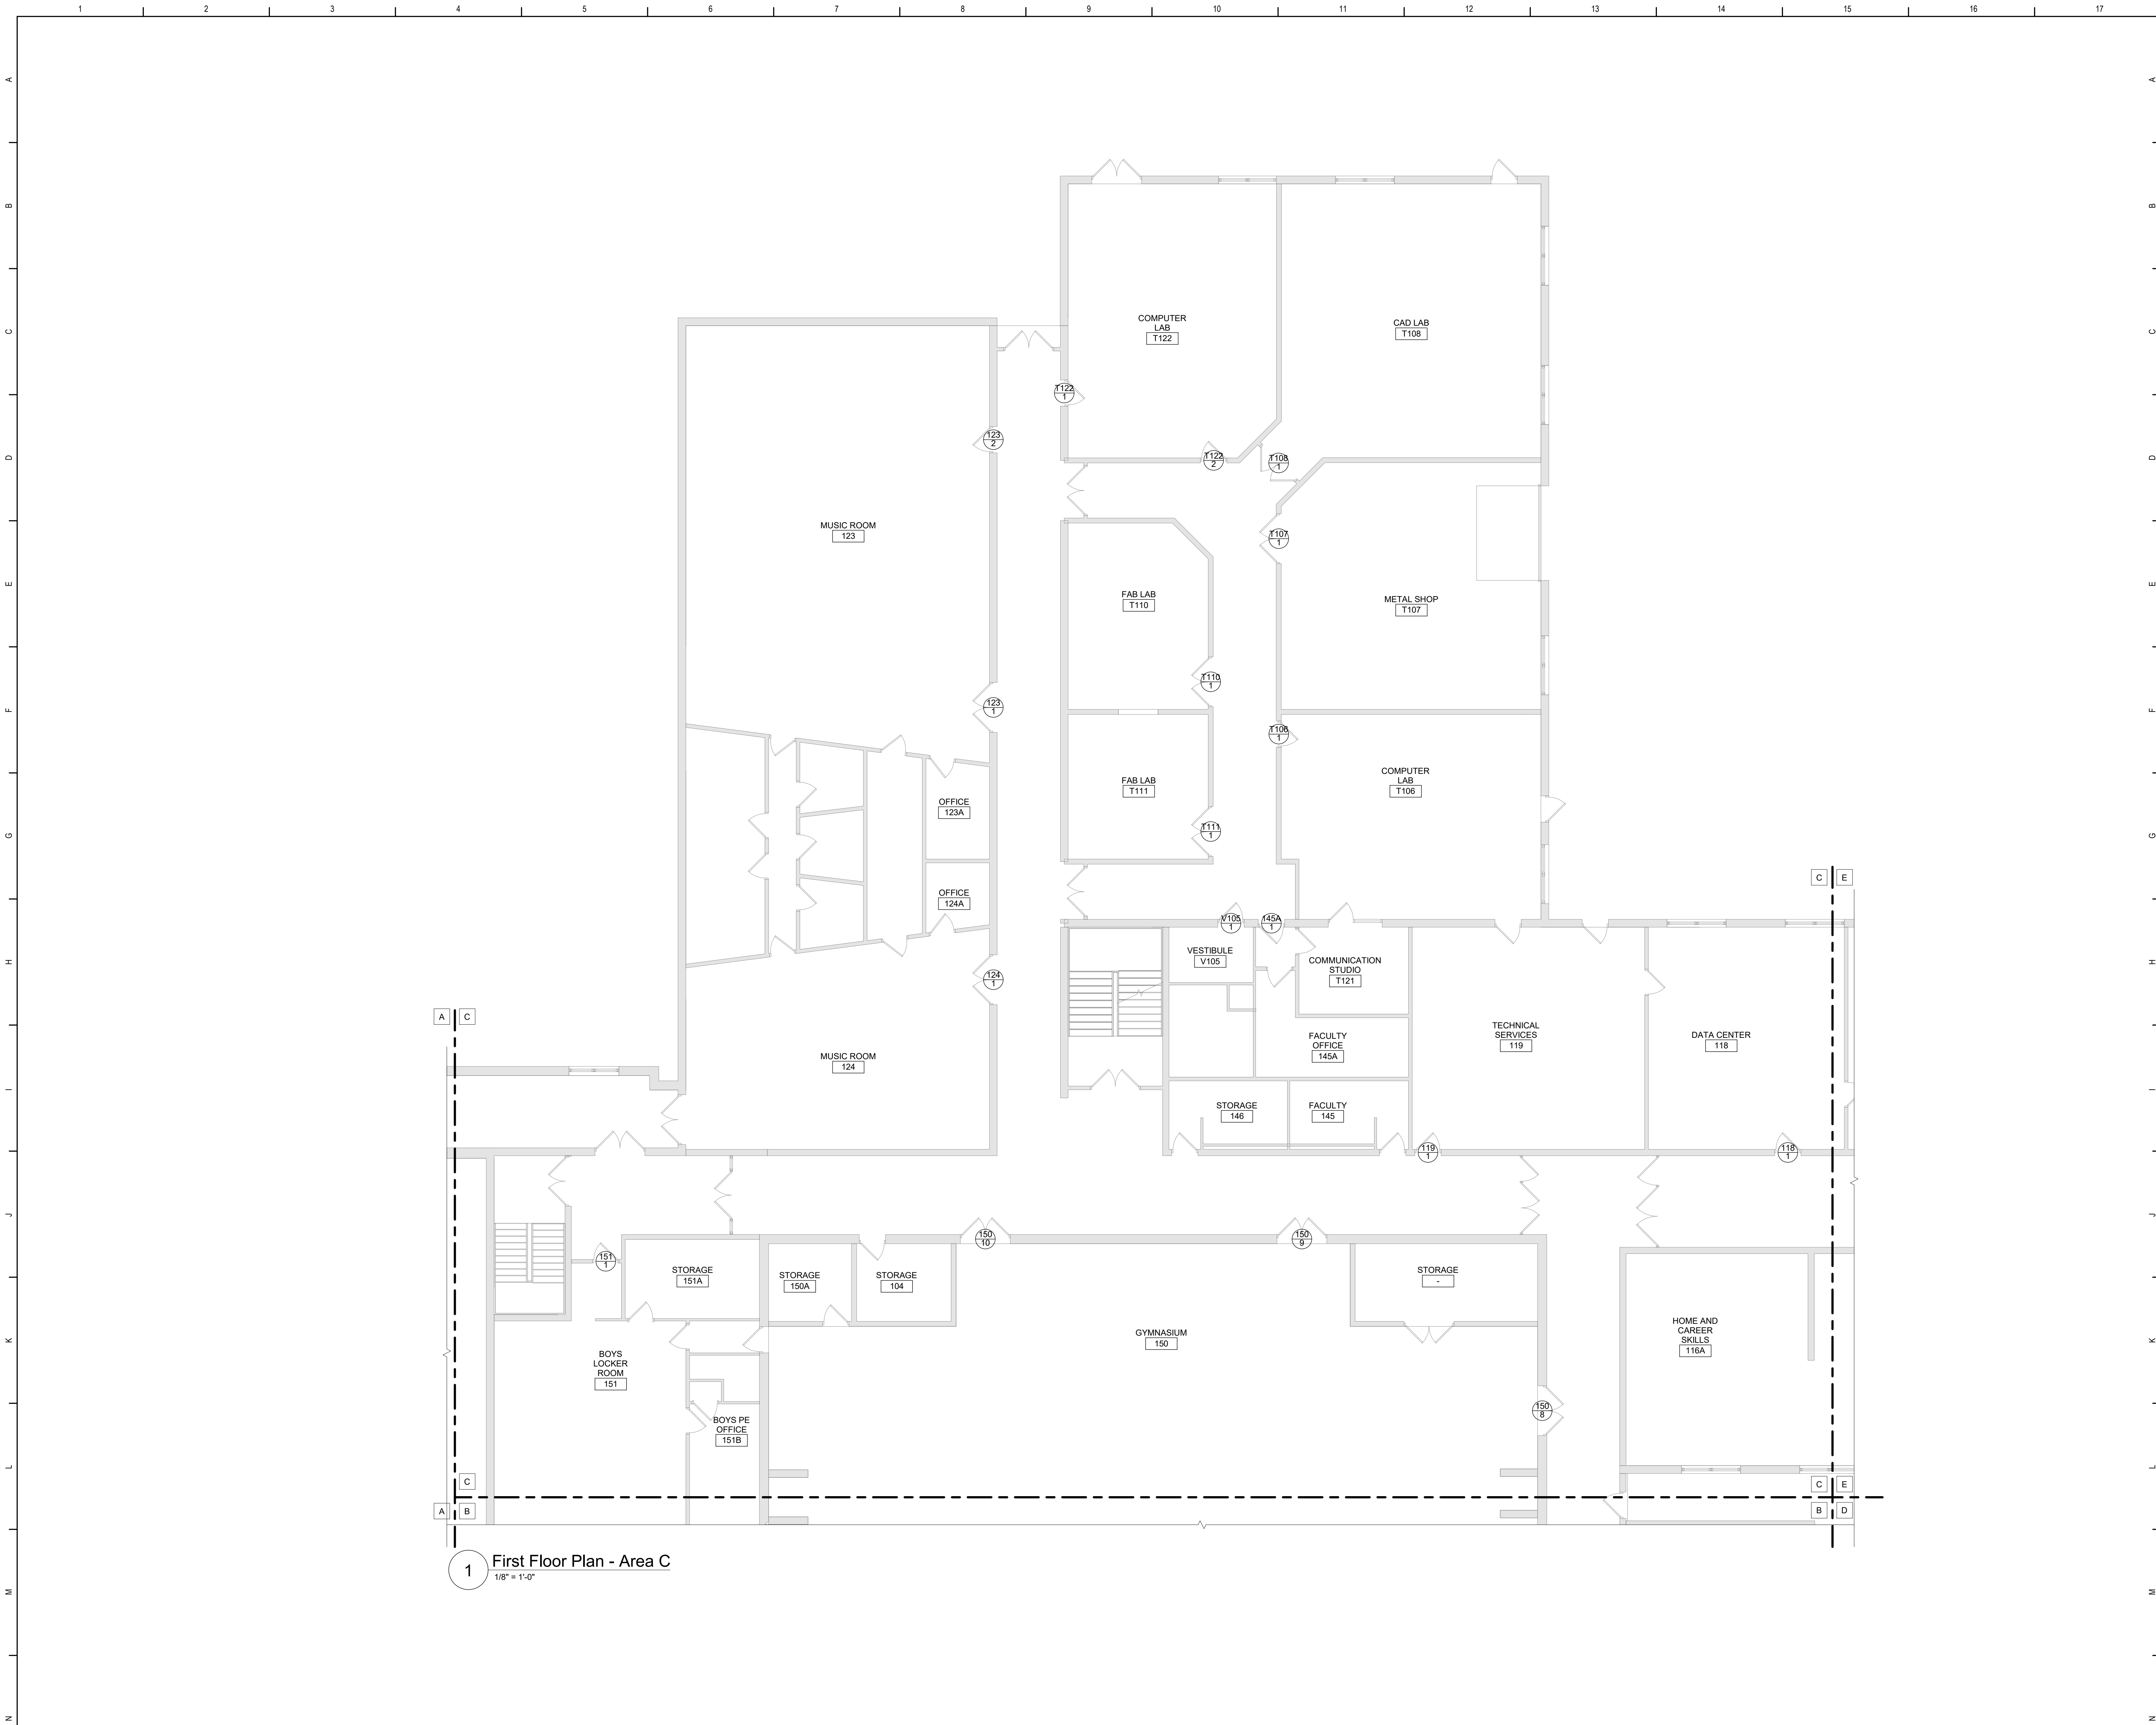 1 2 3 4 5 6 7 8 9 10 11 12 13 14 15 16 17
A A
B B
COMPUTER
LAB
T122
CAD LAB
T108
C C
T122
1
123
2
D D
T122
2
T108
1
MUSIC ROOM
123
T107
1
E E
FAB LAB
T110
METAL SHOP
T107
T110
1
123
1
F F
T106
1
COMPUTER
LAB
T106
FAB LAB
T111
OFFICE
123A
T111
1
G G
C E
OFFICE
124A
V105
1
145A
1
VESTIBULE
V105
COMMUNICATION
STUDIO
T121
H H
124
1
A C
TECHNICAL
SERVICES
119
DATA CENTER
118
FACULTY
OFFICE
145A
MUSIC ROOM
124
I I
STORAGE
146
FACULTY
145
119
1
118
1
J J
150
10
150
9
151
1
STORAGE
151A
STORAGE
150A
STORAGE
104
STORAGE
-
GYMNASIUM
150
HOME AND
CAREER
SKILLS
116A
K K
BOYS
LOCKER
ROOM
151
150
8
BOYS PE
OFFICE
151B
L L
C
C E
A B
B D
1
First Floor Plan - Area C
1/8" = 1'-0"
M M
N N